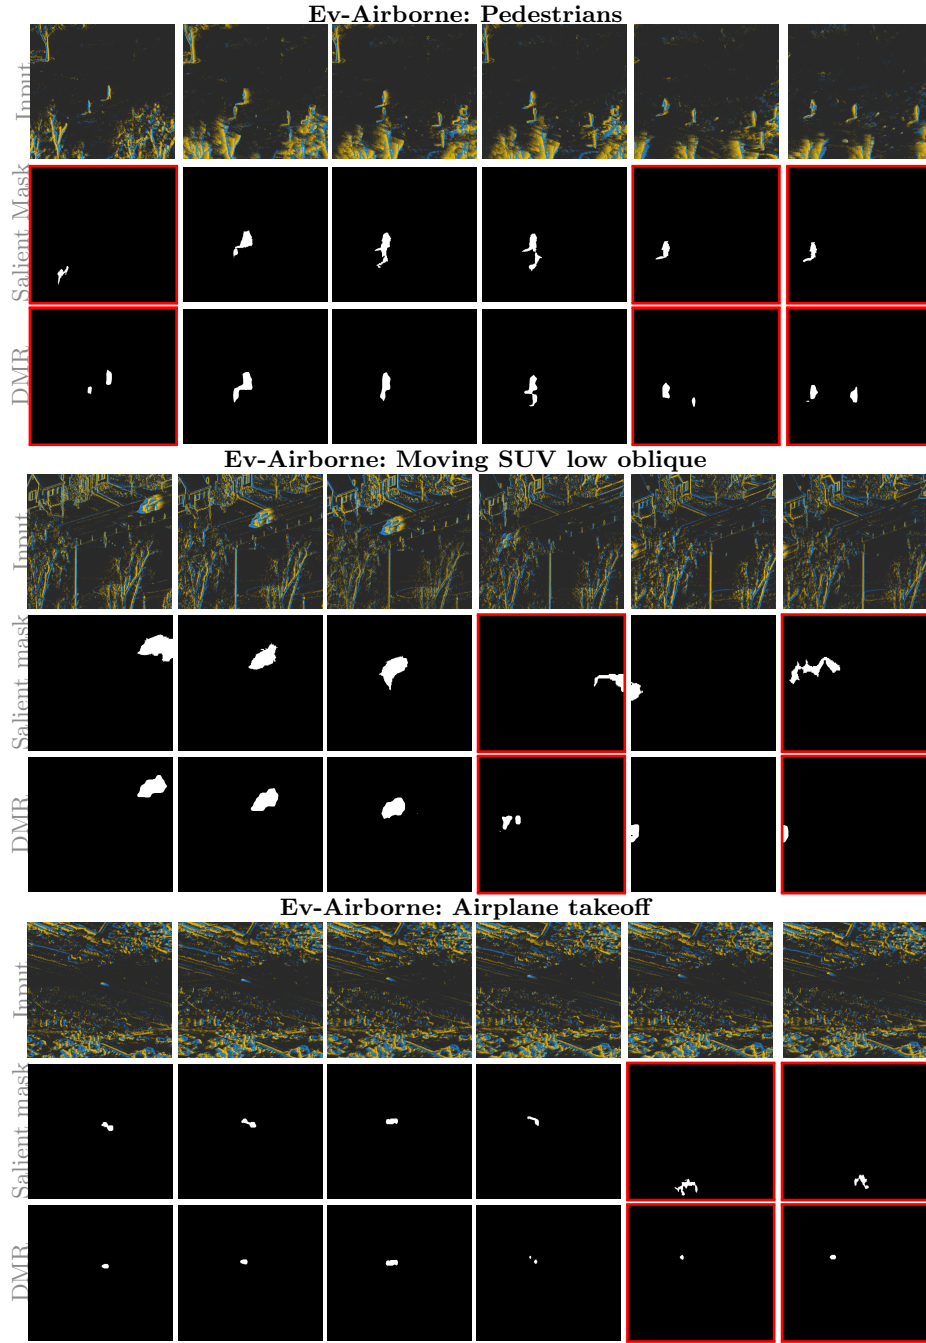 Ev-Airborne: Pedestrians
Input
Salient Mask
DMR
Ev-Airborne: Moving SUV low oblique
Input
Salient mask
DMR
Ev-Airborne: Airplane takeoff
Input
Salient mask
DMR